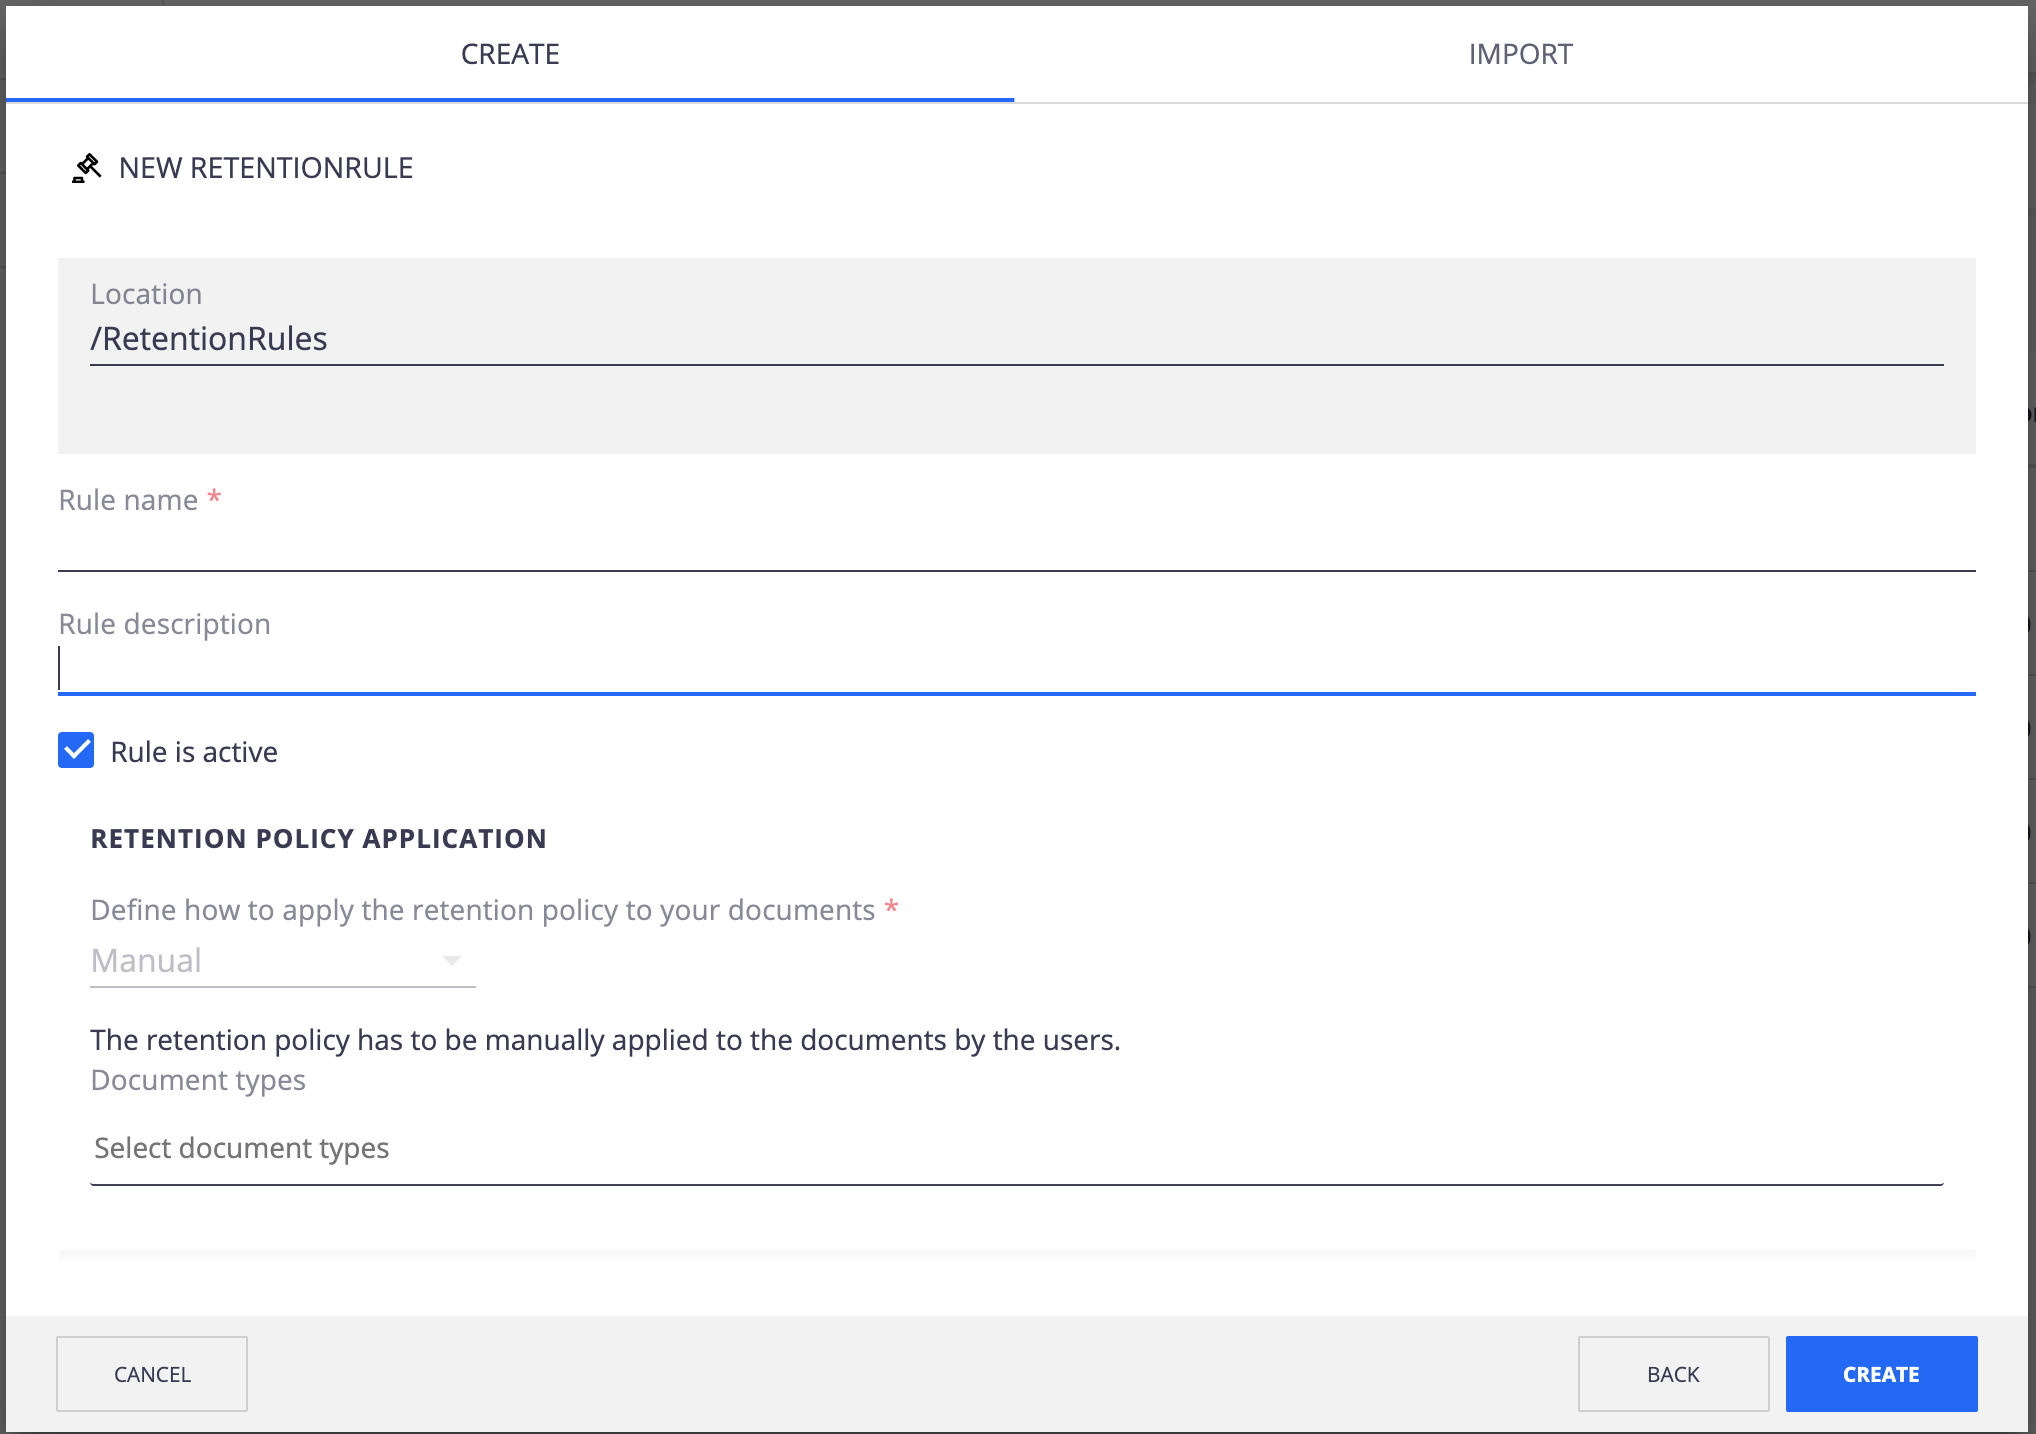 CREATE
IMPORT
NEW RETENTIONRULE
Location
/RetentionRules
Rule name *
Rule description
Rule is active
RETENTION POLICY APPLICATION
Define how to apply the retention policy to your documents *
Manual
The retention policy has to be manually applied to the documents by the users.
Document types
Select document types
CANCEL
BACK
CREATE